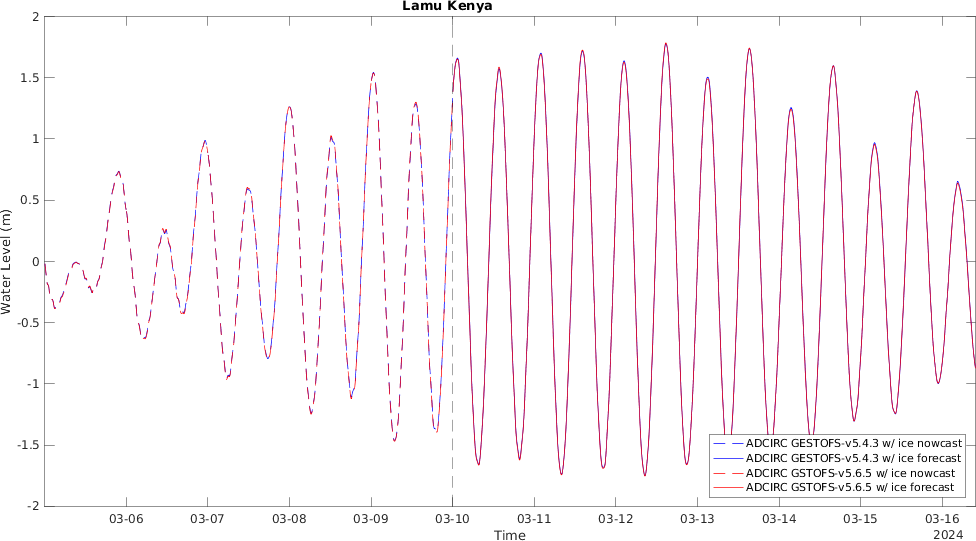 Lamu Kenya
2
1.5
1
0.5
0
-0.5
-1
-1.5
-2
Water Level (m)
ADCIRC GESTOFS-v5.4.3 w/ ice nowcast
ADCIRC GSTOFS-v5.4.3 w/ ice forecast
ADCIRC GSTOFS-v5.6.5 w/ ice nowcast
ADCIRC GSTOFS-v5.6.5 w/ ice forecast
03-06 03-07 03-08 03-09 03-10 03-11 03-12 03-13 03-14 03-15 03-16
Time
2024